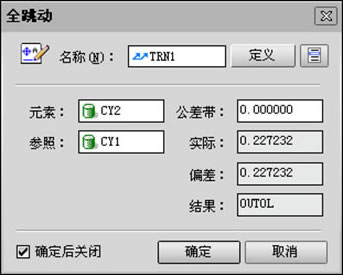 全跳动
名称(N)： TRN1 定义
元素： CY2 公差带： 0.000000
参照： CY1 实际： 0.227232
偏差： 0.227232
结果： OUTOL
确定后关闭 确定 取消